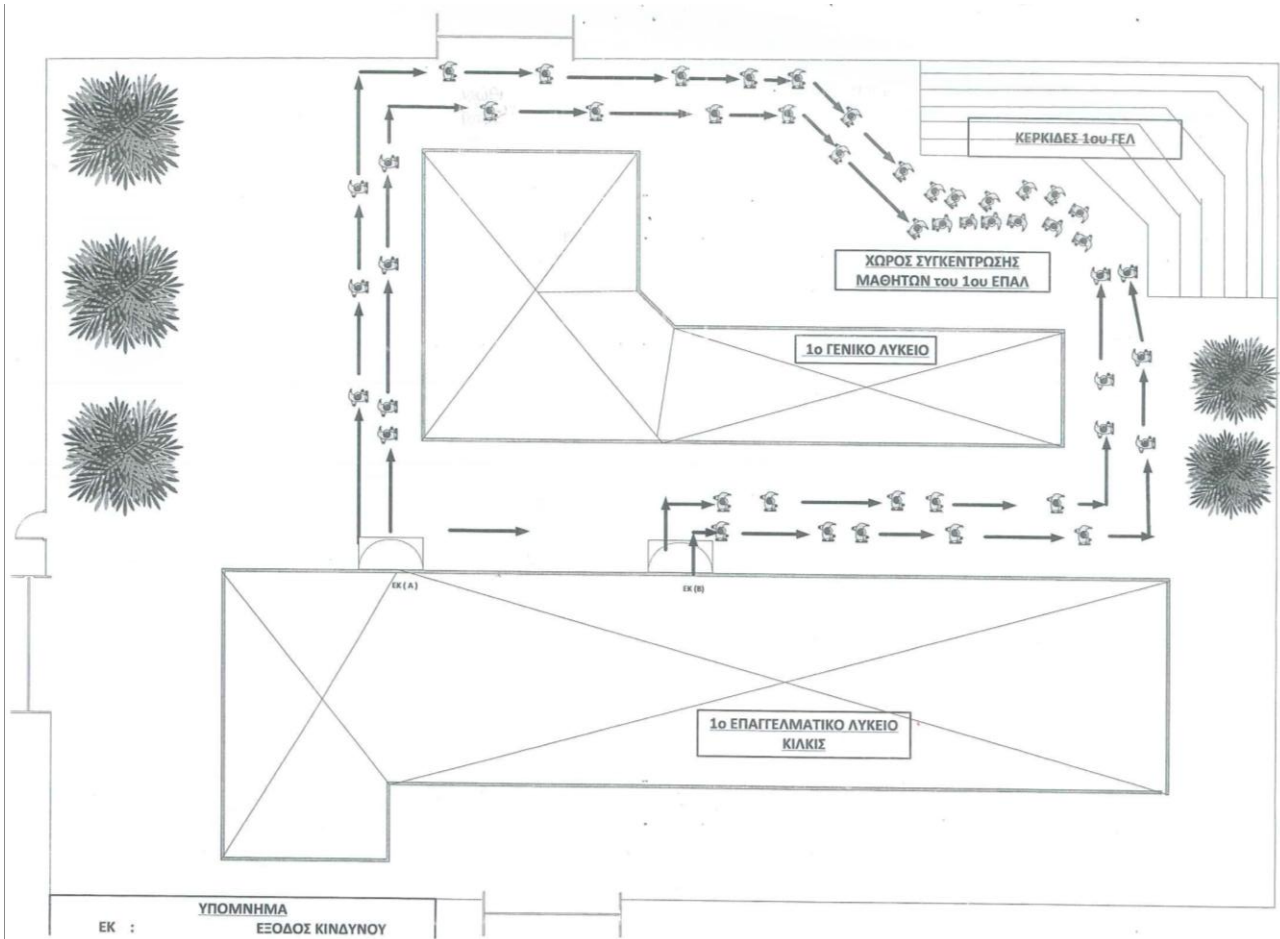 ΚΕΡΚΙΔΕΣ 1ου ΓΕΛ
ΧΩΡΟΣ ΣΥΓΚΕΝΤΡΩΣΗΣ
ΜΑΘΗΤΩΝ του 1ου ΕΠΑΛ
1ο ΓΕΝΙΚΟ ΛΥΚΕΙΟ
ΕΚ ( Α )
ΕΚ (Β)
1ο ΕΠΑΓΓΕΛΜΑΤΙΚΟ ΛΥΚΕΙΟ
ΚΙΛΚΙΣ
ΥΠΟΜΝΗΜΑ
ΕΚ : ΕΞΟΔΟΣ ΚΙΝΔΥΝΟΥ